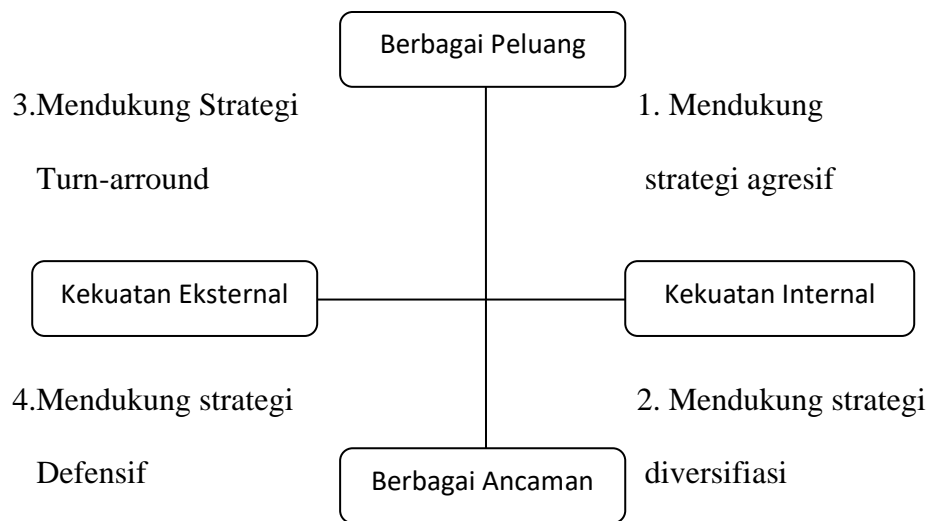 Berbagai Peluang
3.Mendukung Strategi
Turn-arround
1. Mendukung
strategi agresif
Kekuatan Eksternal
Kekuatan Internal
4.Mendukung strategi
Defensif
2. Mendukung strategi
diversifiasi
Berbagai Ancaman